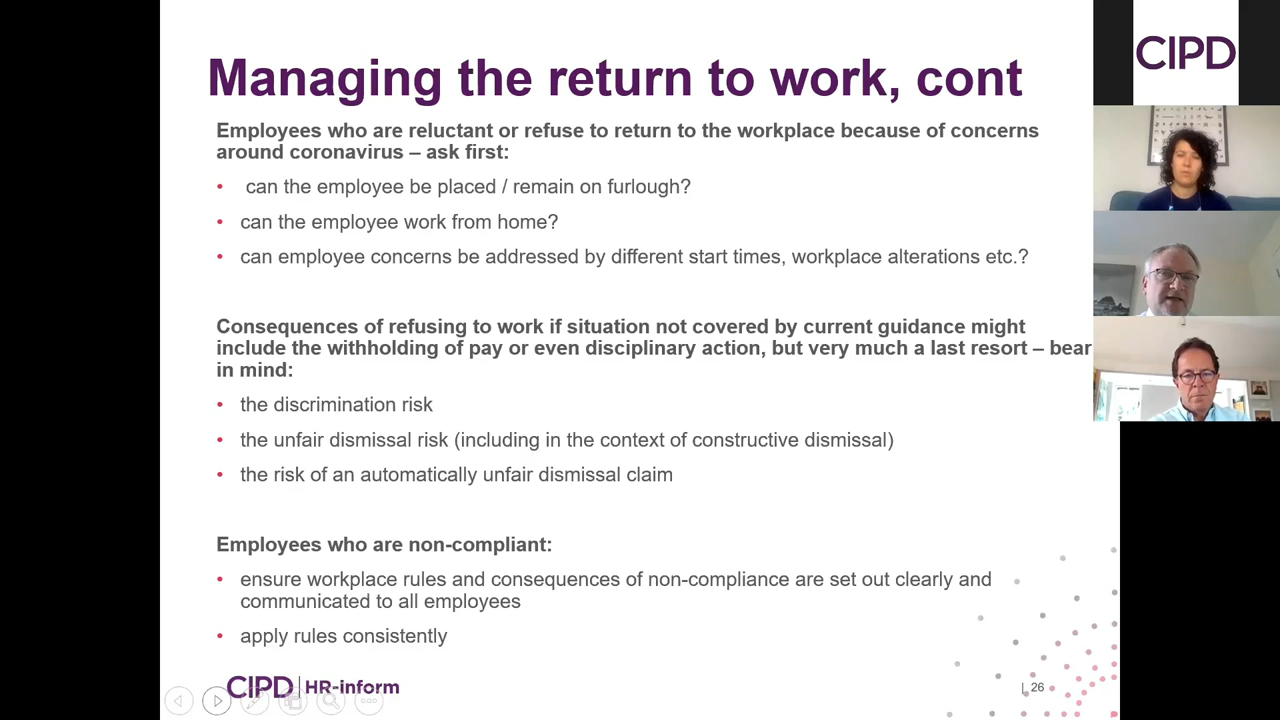 CIPD
Managing the return to work, cont
Employees who are reluctant or refuse to return to the workplace because of concerns
around coronavirus – ask first:
• can the employee be placed / remain on furlough?
• can the employee work from home?
• can employee concerns be addressed by different start times, workplace alterations etc.?
Consequences of refusing to work if situation not covered by current guidance might
include the withholding of pay or even disciplinary action, but very much a last resort – bear
in mind:
• the discrimination risk
• the unfair dismissal risk (including in the context of constructive dismissal)
• the risk of an automatically unfair dismissal claim
Employees who are non-compliant:
• ensure workplace rules and consequences of non-compliance are set out clearly and
communicated to all employees
• apply rules consistently
CIPD | HR-inform
| 26